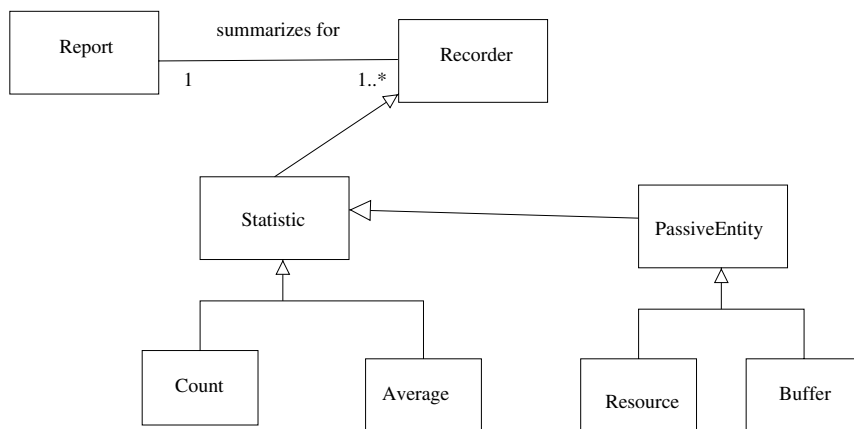 summarizes for
Report
Recorder
1
1..*
Statistic
PassiveEntity
Count
Average
Resource
Buffer